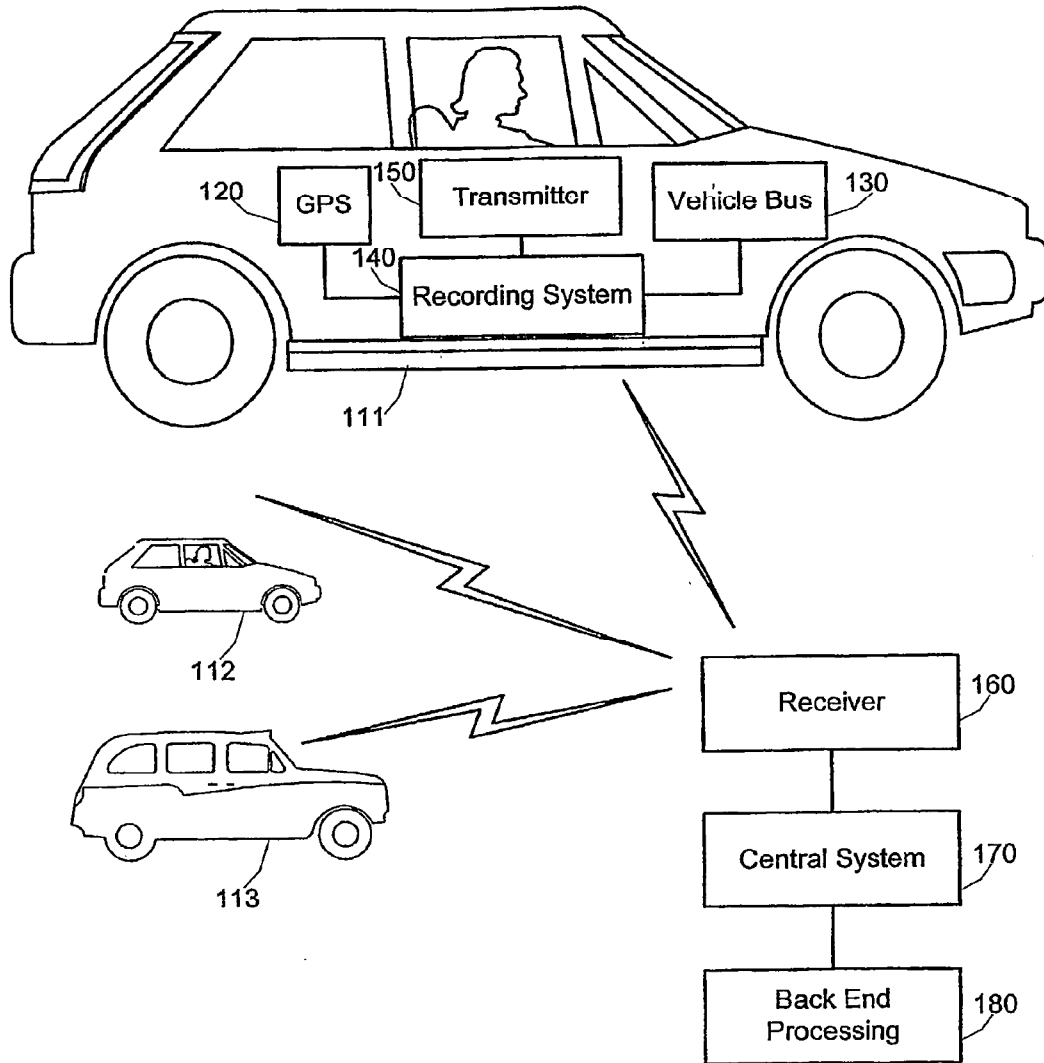 120
GPS
150
Transmitter
Vehicle Bus
130
140
Recording System
111
112
113
Receiver
160
Central System
170
Back End
Processing
180